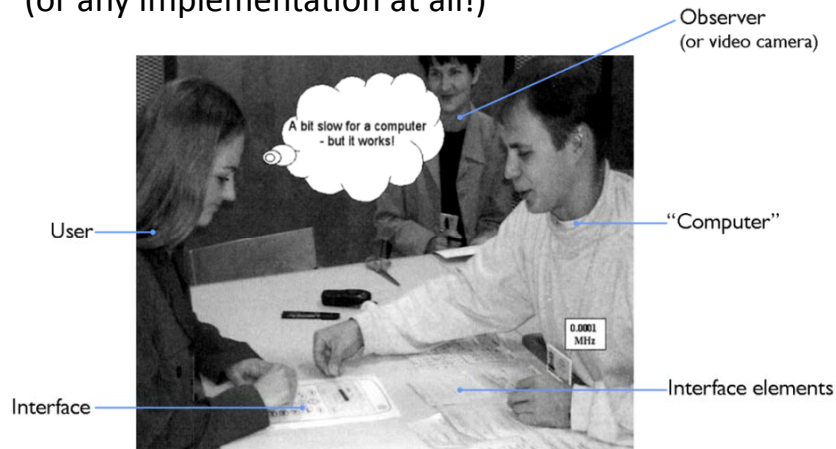 (or any implementation at all!)
Observer
(or video camera)
A bit slow for a computer
- but it works!
User
"Computer"
0.0001
MHz
Interface
Interface elements